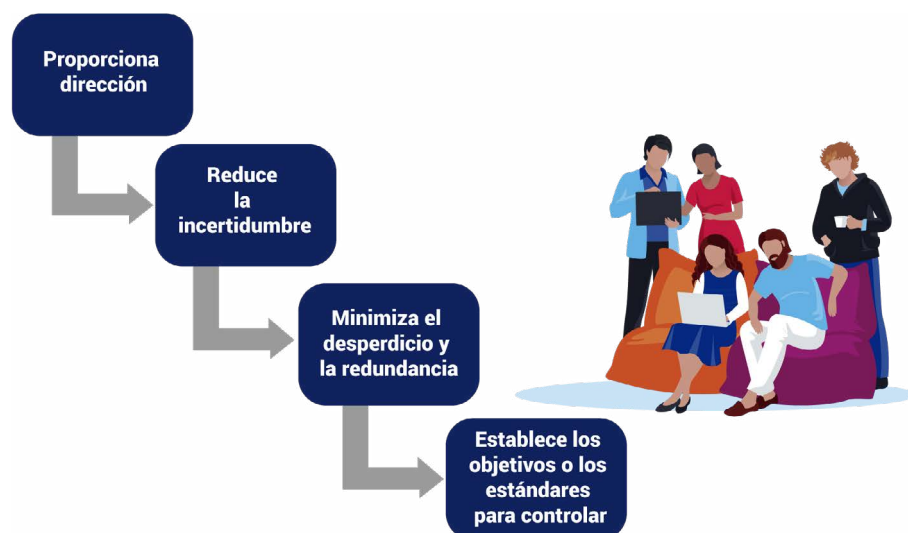 Proporciona
dirección
Reduce
la
incertidumbre
Minimiza el
desperdicio y
la redundancia
Establece los
objetivos o los
estándares
para controlar